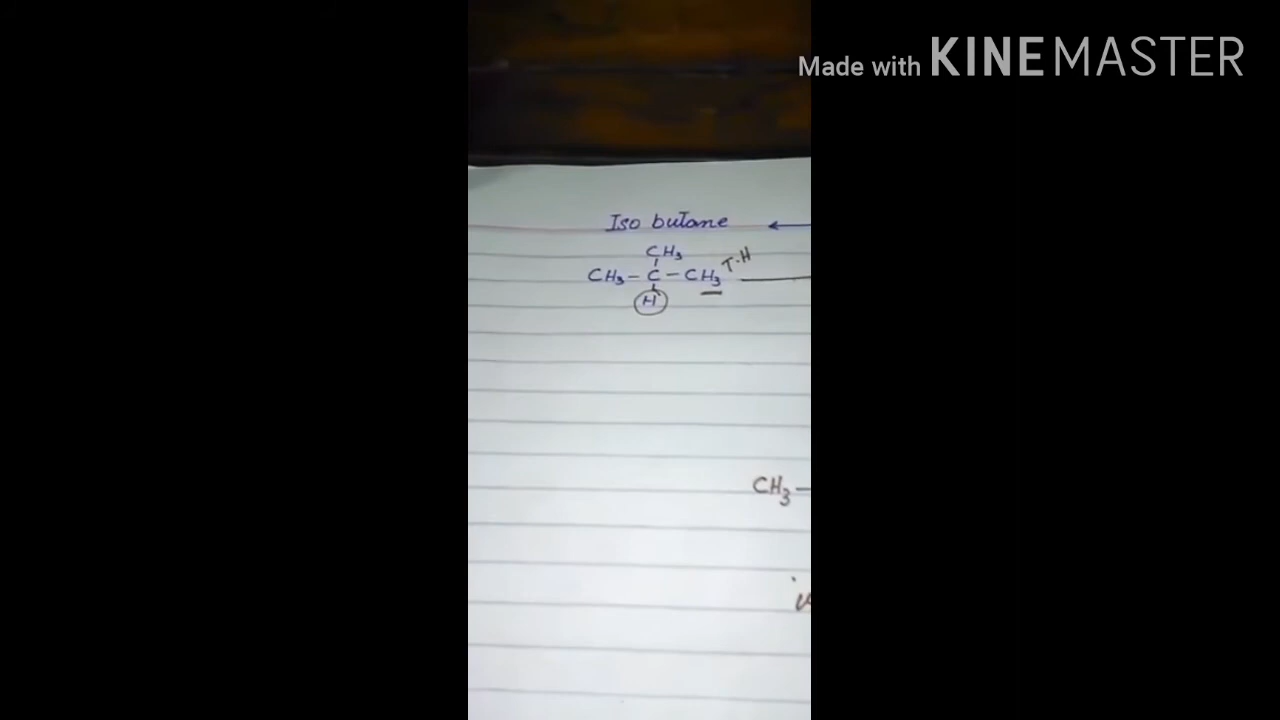 Made with KINEMASTER
Iso butane
CH3
CH3 - C - CH3 T.H
H
CH3 -